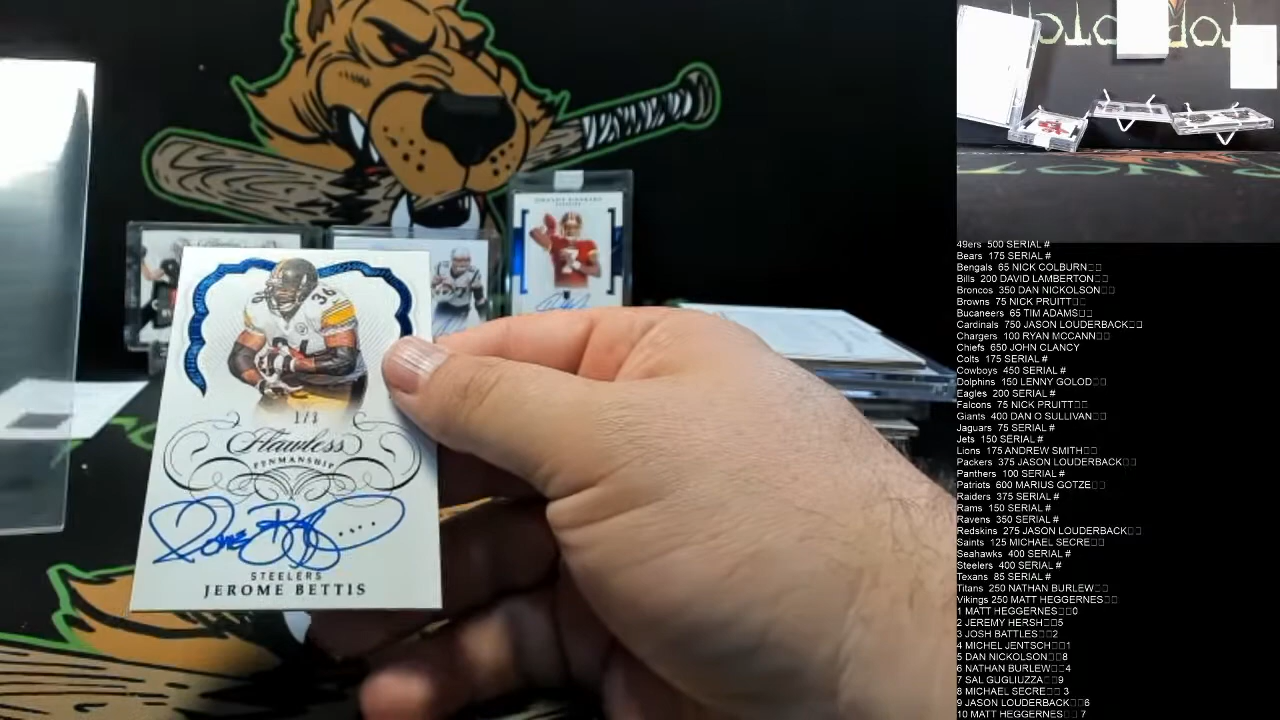 36
1/3
Flawless
PENMANSHIP
STEELERS
JEROME BETTIS
49ers 500 SERIAL #
Bears 175 SERIAL #
Bengals 65 NICK COLBURN□□
Bills 200 DAVID LAMBERTON□□
Broncos 350 DAN NICKOLSON□□
Browns 75 NICK PRUITT□□
Bucaneers 65 TIM ADAMS□□
Cardinals 750 JASON LOUDERBACK□□
Chargers 100 RYAN MCCANN□□
Chiefs 650 JOHN CLANCY
Colts 175 SERIAL #
Cowboys 450 SERIAL #
Dolphins 150 LENNY GOLOD□□
Eagles 200 SERIAL #
Falcons 75 NICK PRUITT□□
Giants 400 DAN O SULLIVAN□□
Jaguars 75 SERIAL #
Jets 150 SERIAL #
Lions 175 ANDREW SMITH□□
Packers 375 JASON LOUDERBACK□□
Panthers 100 SERIAL #
Patriots 600 MARIUS GOTZE□□
Raiders 375 SERIAL #
Rams 150 SERIAL #
Ravens 350 SERIAL #
Redskins 275 JASON LOUDERBACK□□
Saints 125 MICHAEL SECRE□□
Seahawks 400 SERIAL #
Steelers 400 SERIAL #
Texans 85 SERIAL #
Titans 250 NATHAN BURLEW□□
Vikings 250 MATT HEGGERNES□□
1 MATT HEGGERNES□□0
2 JEREMY HERSH□□5
3 JOSH BATTLES□□2
4 MICHEL JENTSCH□□1
5 DAN NICKOLSON□□8
6 NATHAN BURLEW□□4
7 SAL GUGLIUZZA□□9
8 MICHAEL SECRE□□ 3
9 JASON LOUDERBACK□□6
10 MATT HEGGERNES□□ 7